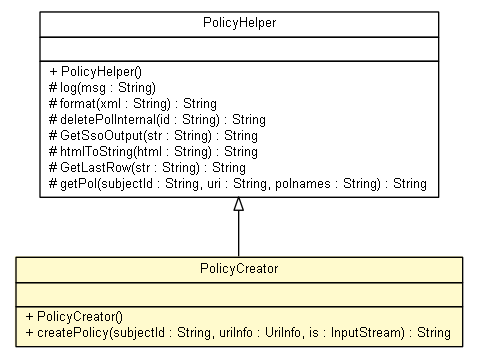 PolicyHelper
+ PolicyHelper()
# log(msg : String)
# format(xml : String) : String
# deletePolInternal(id : String) : String
# GetSsoOutput(str : String) : String
# htmlToString(html : String) : String
# GetLastRow(str : String) : String
# getPol(subjectId : String, uri : String, polnames : String) : String
PolicyCreator
+ PolicyCreator()
+ createPolicy(subjectId : String, uriInfo : UriInfo, is : InputStream) : String